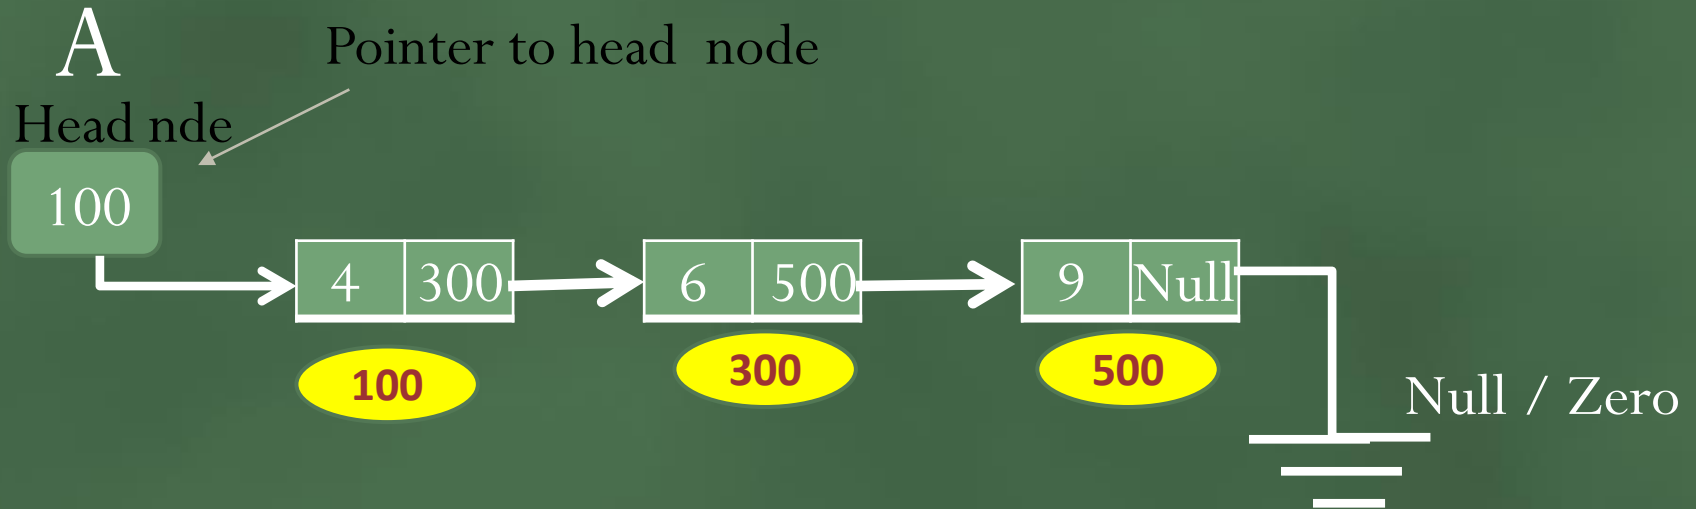 A
Pointer to head node
Head nde
100
4 300 6 500 9 Null
100 300 500
Null / Zero